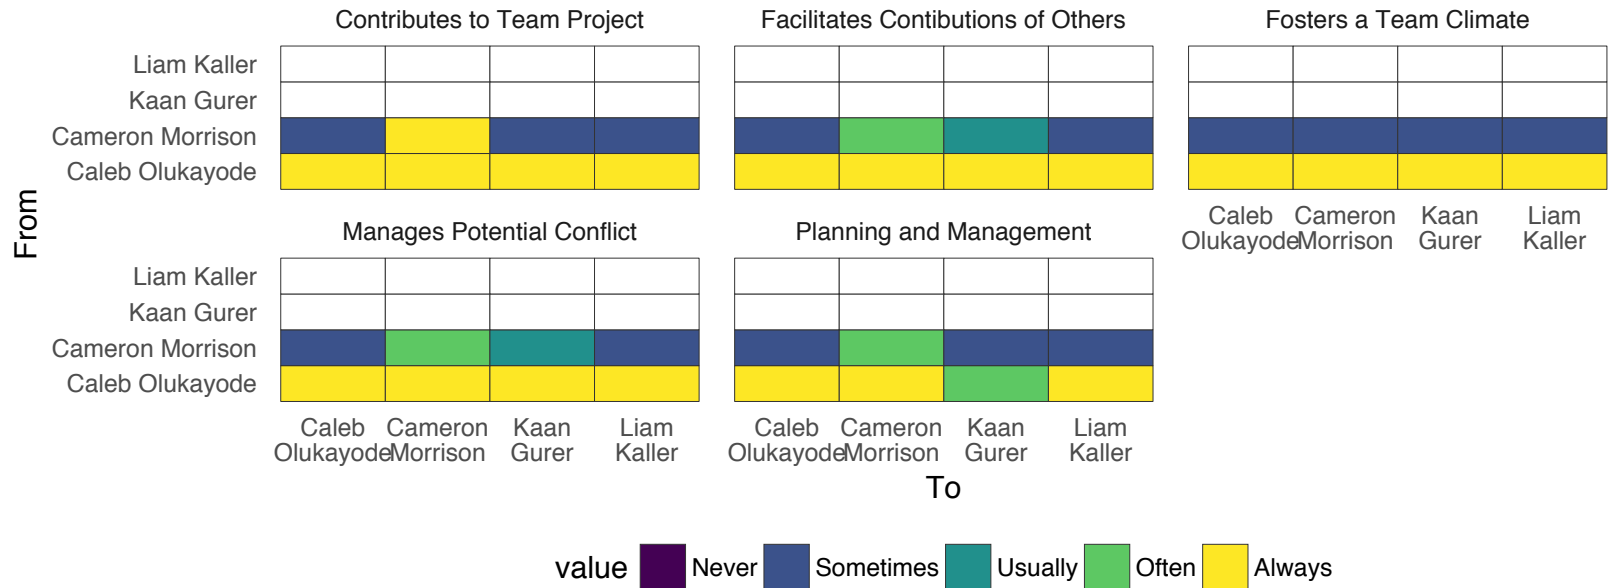 Contributes to Team Project
Facilitates Contibutions of Others
Fosters a Team Climate
Liam Kaller
Kaan Gurer
Cameron Morrison
Caleb Olukayode
From
Caleb Cameron Kaan Liam
Olukayode Morrison Gurer Kaller
Manages Potential Conflict
Planning and Management
Liam Kaller
Kaan Gurer
Cameron Morrison
Caleb Olukayode
Caleb Cameron Kaan Liam
Olukayode Morrison Gurer Kaller
Caleb Cameron Kaan Liam
Olukayode Morrison Gurer Kaller
To
value Never Sometimes Usually Often Always